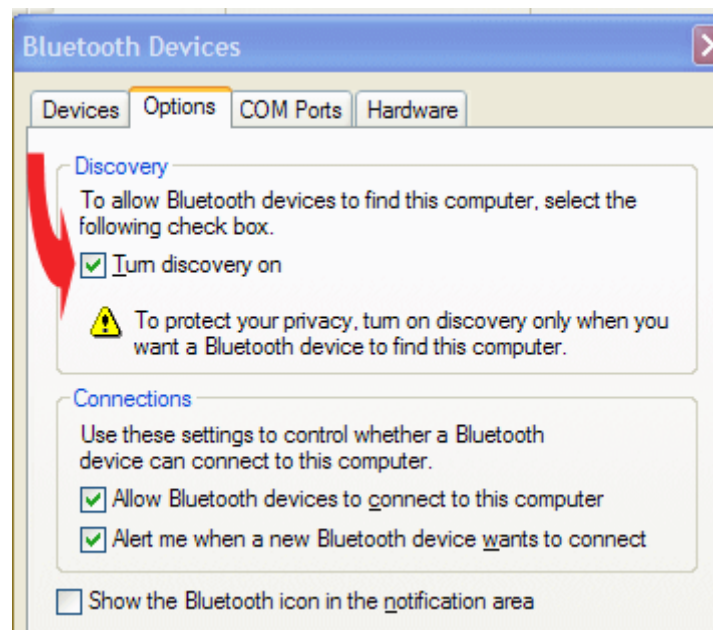 Bluetooth Devices
Devices Options COM Ports Hardware
Discovery
To allow Bluetooth devices to find this computer, select the
following check box.
Turn discovery on
To protect your privacy, turn on discovery only when you
want a Bluetooth device to find this computer.
Connections
Use these settings to control whether a Bluetooth
device can connect to this computer.
Allow Bluetooth devices to connect to this computer
Alert me when a new Bluetooth device wants to connect
Show the Bluetooth icon in the notification area